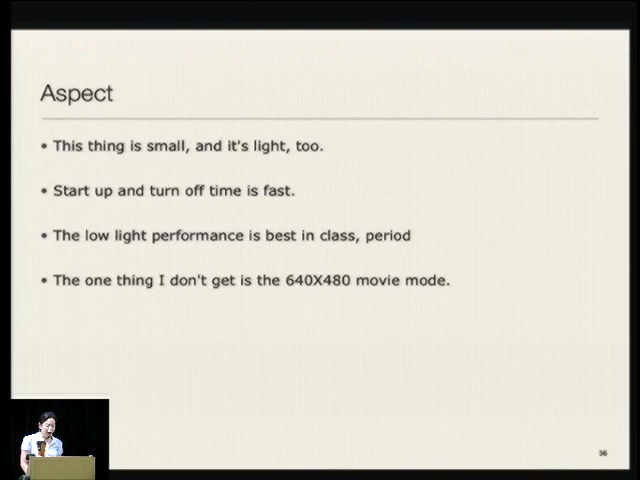 Aspect
• This thing is small, and it's light, too.
• Start up and turn off time is fast.
• The low light performance is best in class, period
• The one thing I don't get is the 640X480 movie mode.
36